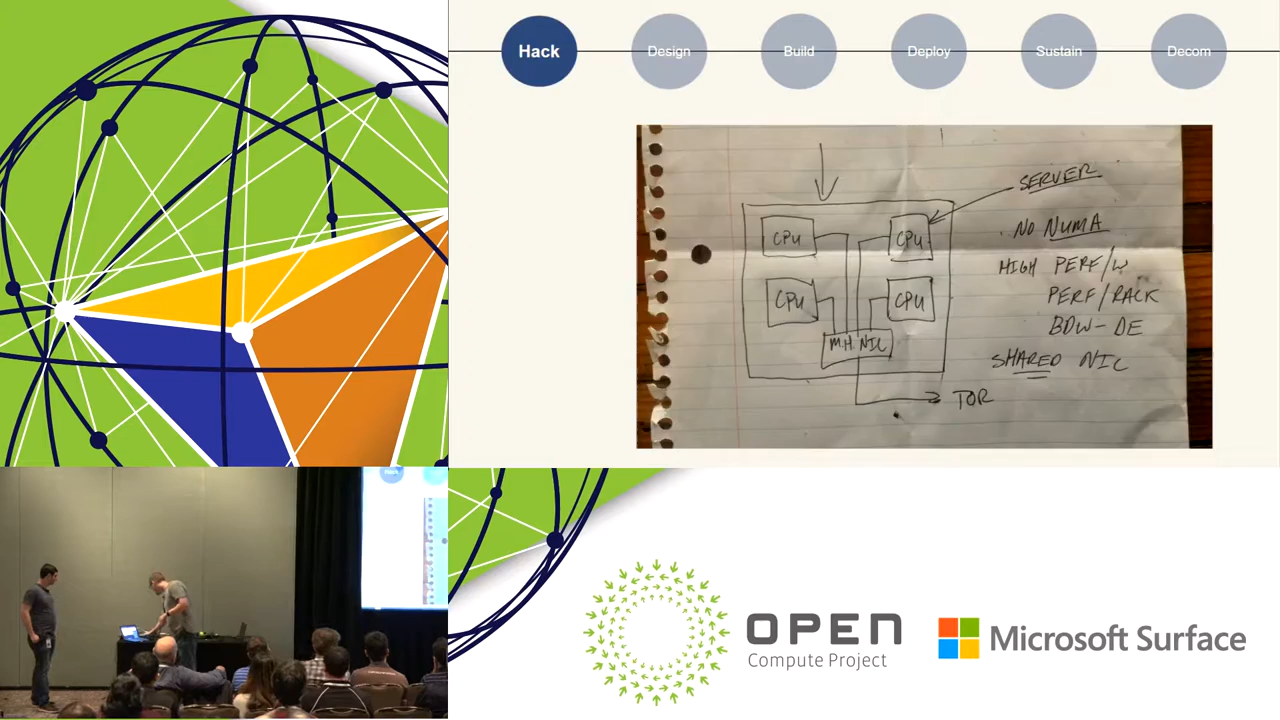 Hack
Design
Build
Deploy
Sustain
Decom
SERVER
CPU
CPU
NO NUMA
HIGH PERF/W
CPU
CPU
PERF/RACK
BDW-DE
M.H NIC
SHARED NIC
TOR
OPEN
Compute Project
Microsoft Surface